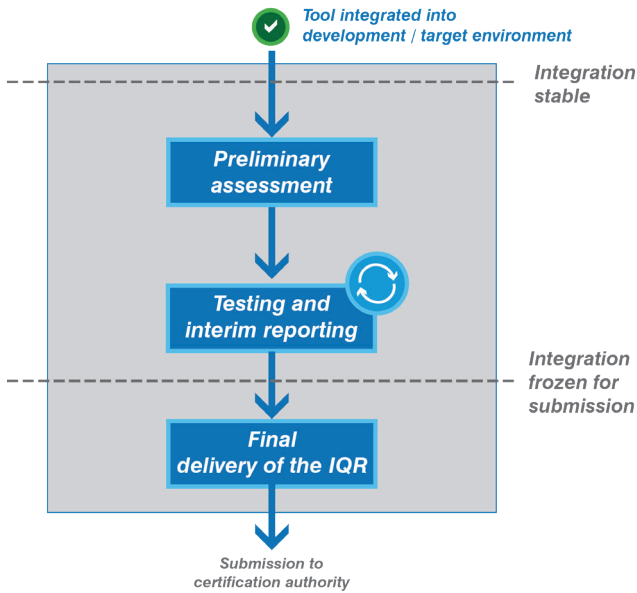 Tool integrated into
development / target environment
Integration
stable
Preliminary
assessment
Testing and
interim reporting
Integration
frozen for
submission
Final
delivery of the IQR
Submission to
certification authority